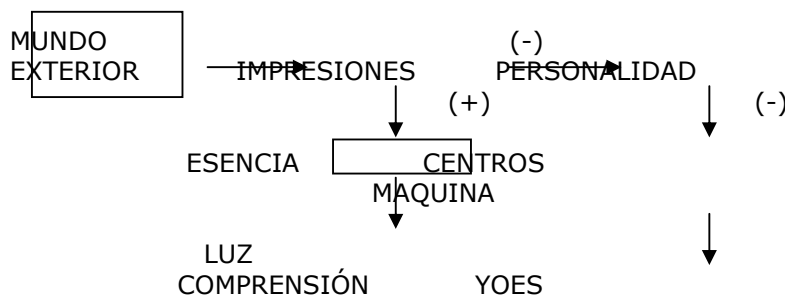 MUNDO (-)
EXTERIOR IMPRESIONES PERSONALIDAD
(+) (-)
ESENCIA CENTROS
MAQUINA
LUZ
COMPRENSIÓN YOES